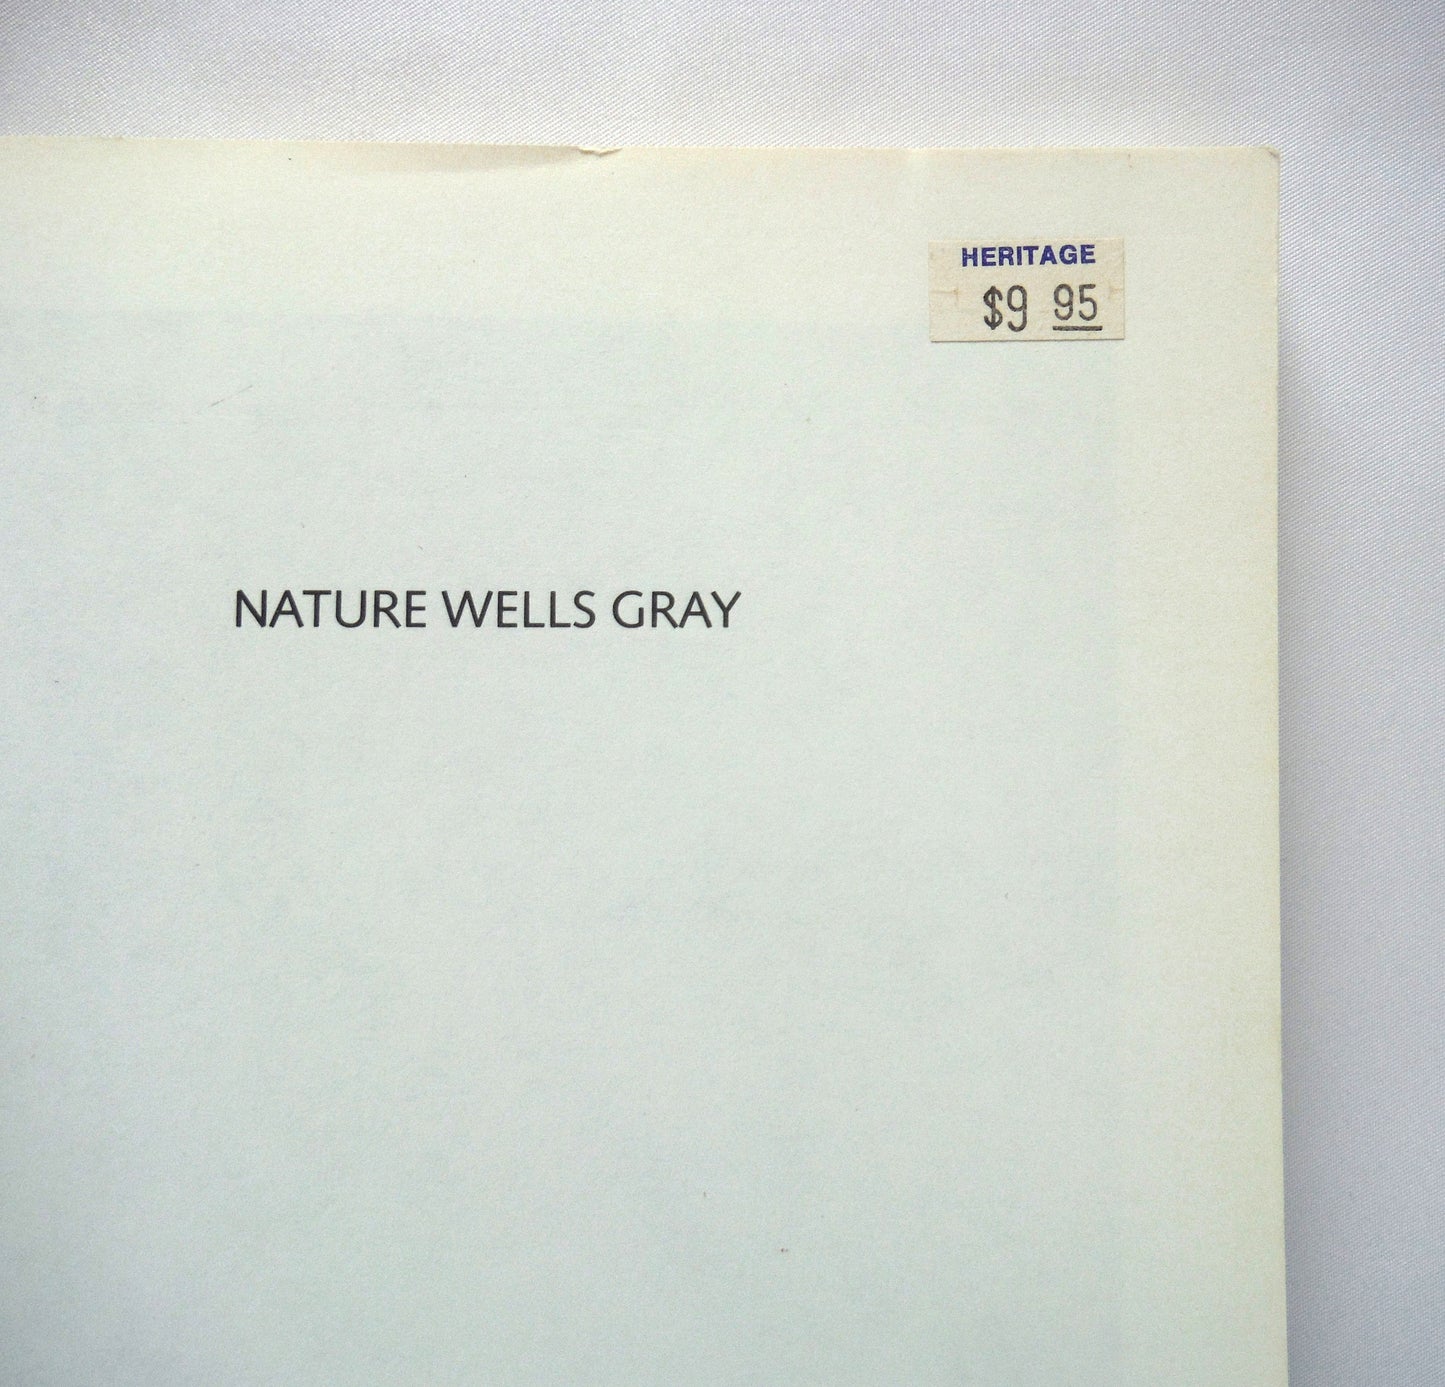 HERITAGE
$9 95
NATURE WELLS GRAY